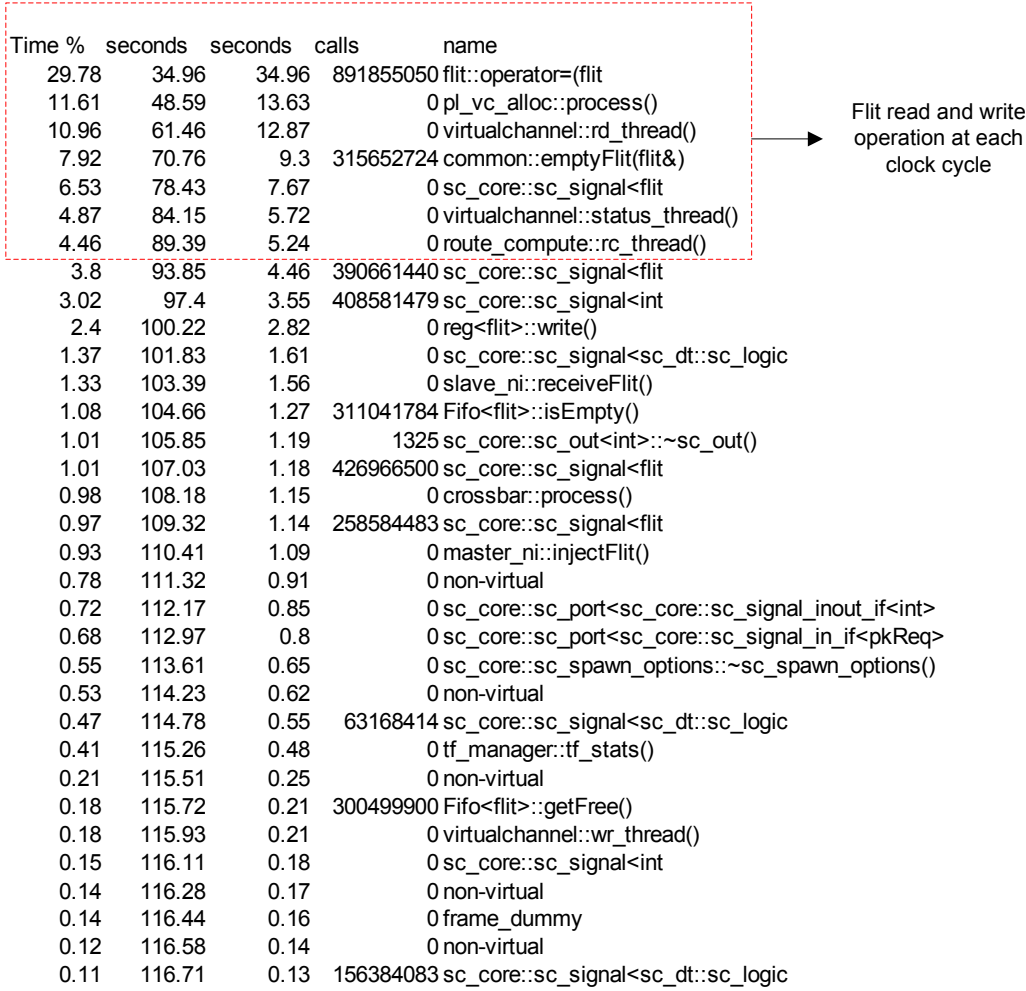 Time % seconds seconds calls name
29.78 34.96 34.96 891855050 flit::operator=(flit
11.61 48.59 13.63 0 pl_vc_alloc::process()
10.96 61.46 12.87 0 virtualchannel::rd_thread()
7.92 70.76 9.3 315652724 common::emptyFlit(flit&)
6.53 78.43 7.67 0 sc_core::sc_signal<flit
4.87 84.15 5.72 0 virtualchannel::status_thread()
4.46 89.39 5.24 0 route_compute::rc_thread()
3.8 93.85 4.46 390661440 sc_core::sc_signal<flit
3.02 97.4 3.55 408581479 sc_core::sc_signal<int
2.4 100.22 2.82 0 reg<flit>::write()
1.37 101.83 1.61 0 sc_core::sc_signal<sc_dt::sc_logic
1.33 103.39 1.56 0 slave_ni::receiveFlit()
1.08 104.66 1.27 311041784 Fifo<flit>::isEmpty()
1.01 105.85 1.19 1325 sc_core::sc_out<int>::~sc_out()
1.01 107.03 1.18 426966500 sc_core::sc_signal<flit
0.98 108.18 1.15 0 crossbar::process()
0.97 109.32 1.14 258584483 sc_core::sc_signal<flit
0.93 110.41 1.09 0 master_ni::injectFlit()
0.78 111.32 0.91 0 non-virtual
0.72 112.17 0.85 0 sc_core::sc_port<sc_core::sc_signal_inout_if<int>
0.68 112.97 0.8 0 sc_core::sc_port<sc_core::sc_signal_in_if<pkReq>
0.55 113.61 0.65 0 sc_core::sc_spawn_options::~sc_spawn_options()
0.53 114.23 0.62 0 non-virtual
0.47 114.78 0.55 63168414 sc_core::sc_signal<sc_dt::sc_logic
0.41 115.26 0.48 0 tf_manager::tf_stats()
0.21 115.51 0.25 0 non-virtual
0.18 115.72 0.21 300499900 Fifo<flit>::getFree()
0.18 115.93 0.21 0 virtualchannel::wr_thread()
0.15 116.11 0.18 0 sc_core::sc_signal<int
0.14 116.28 0.17 0 non-virtual
0.14 116.44 0.16 0 frame_dummy
0.12 116.58 0.14 0 non-virtual
0.11 116.71 0.13 156384083 sc_core::sc_signal<sc_dt::sc_logic
Flit read and write
operation at each
clock cycle